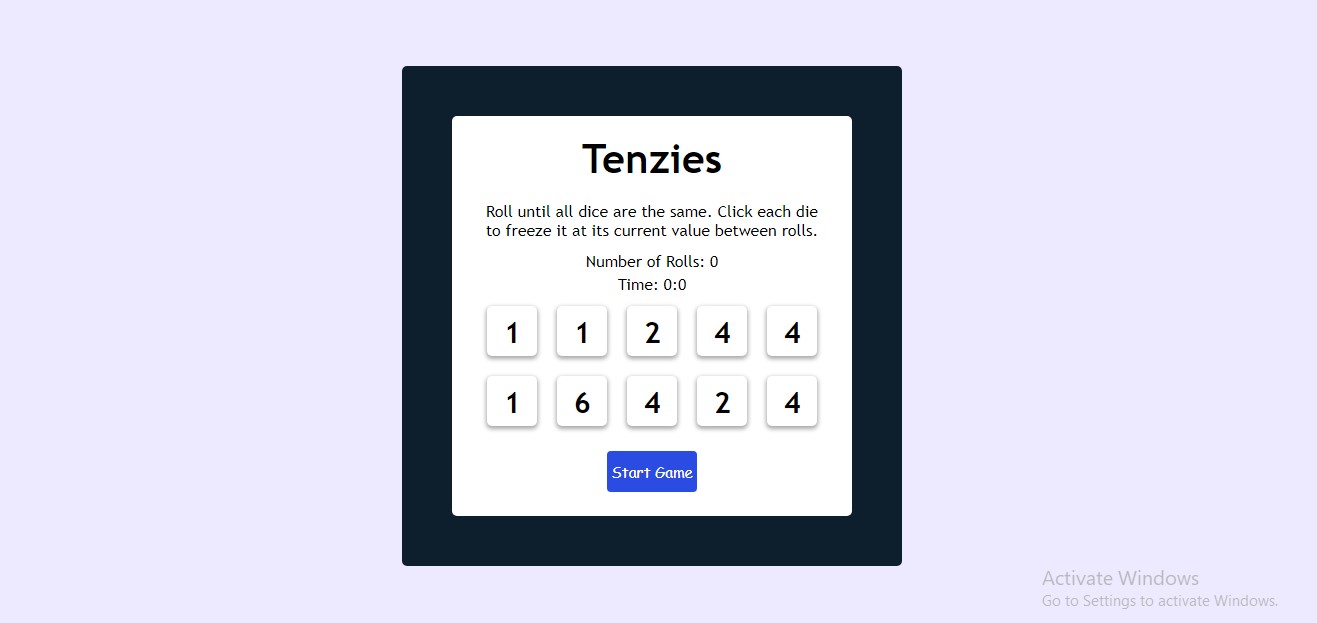 Tenzies
Roll until all dice are the same. Click each die
to freeze it at its current value between rolls.
Number of Rolls: 0
Time: 0:0
1 1 2 4 4
1 6 4 2 4
Start Game
Activate Windows
Go to Settings to activate Windows.